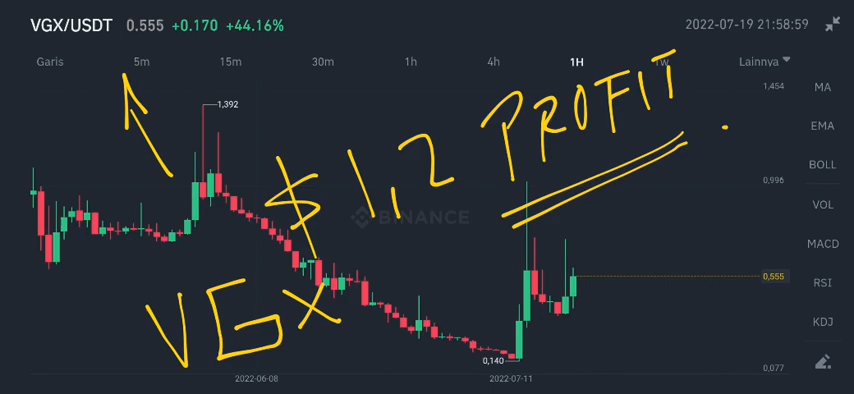 VGX/USDT 0.555 +0.170 +44.16% 2022-07-19 21:58:59
Garis 5m 15m 30m 1h 4h 1H 1w Lainnya
1,454
MA
1,392
$ 1,2 PROFIT.
EMA
BOLL
0,996
VOL
BINANCE
MACD
0,555
RSI
VGX
KDJ
0,140
0,077
2022-06-08 2022-07-11